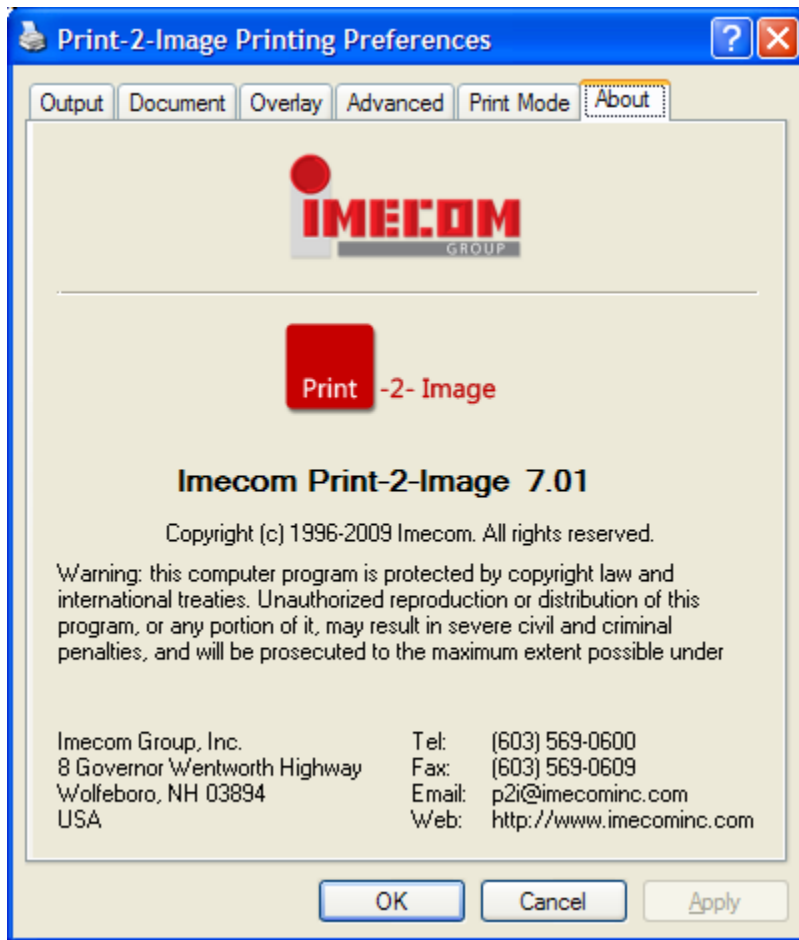 Print-2-Image Printing Preferences
Output Document Overlay Advanced Print Mode About
IMECOM
GROUP
Print -2- Image
Imecom Print-2-Image 7.01
Copyright (c) 1996-2009 Imecom. All rights reserved.
Warning: this computer program is protected by copyright law and
international treaties. Unauthorized reproduction or distribution of this
program, or any portion of it, may result in severe civil and criminal
penalties, and will be prosecuted to the maximum extent possible under
Imecom Group, Inc. Tel: (603) 569-0600
8 Governor Wentworth Highway Fax: (603) 569-0609
Wolfeboro, NH 03894 Email: p2i@imecominc.com
USA Web: http://www.imecominc.com
OK Cancel Apply